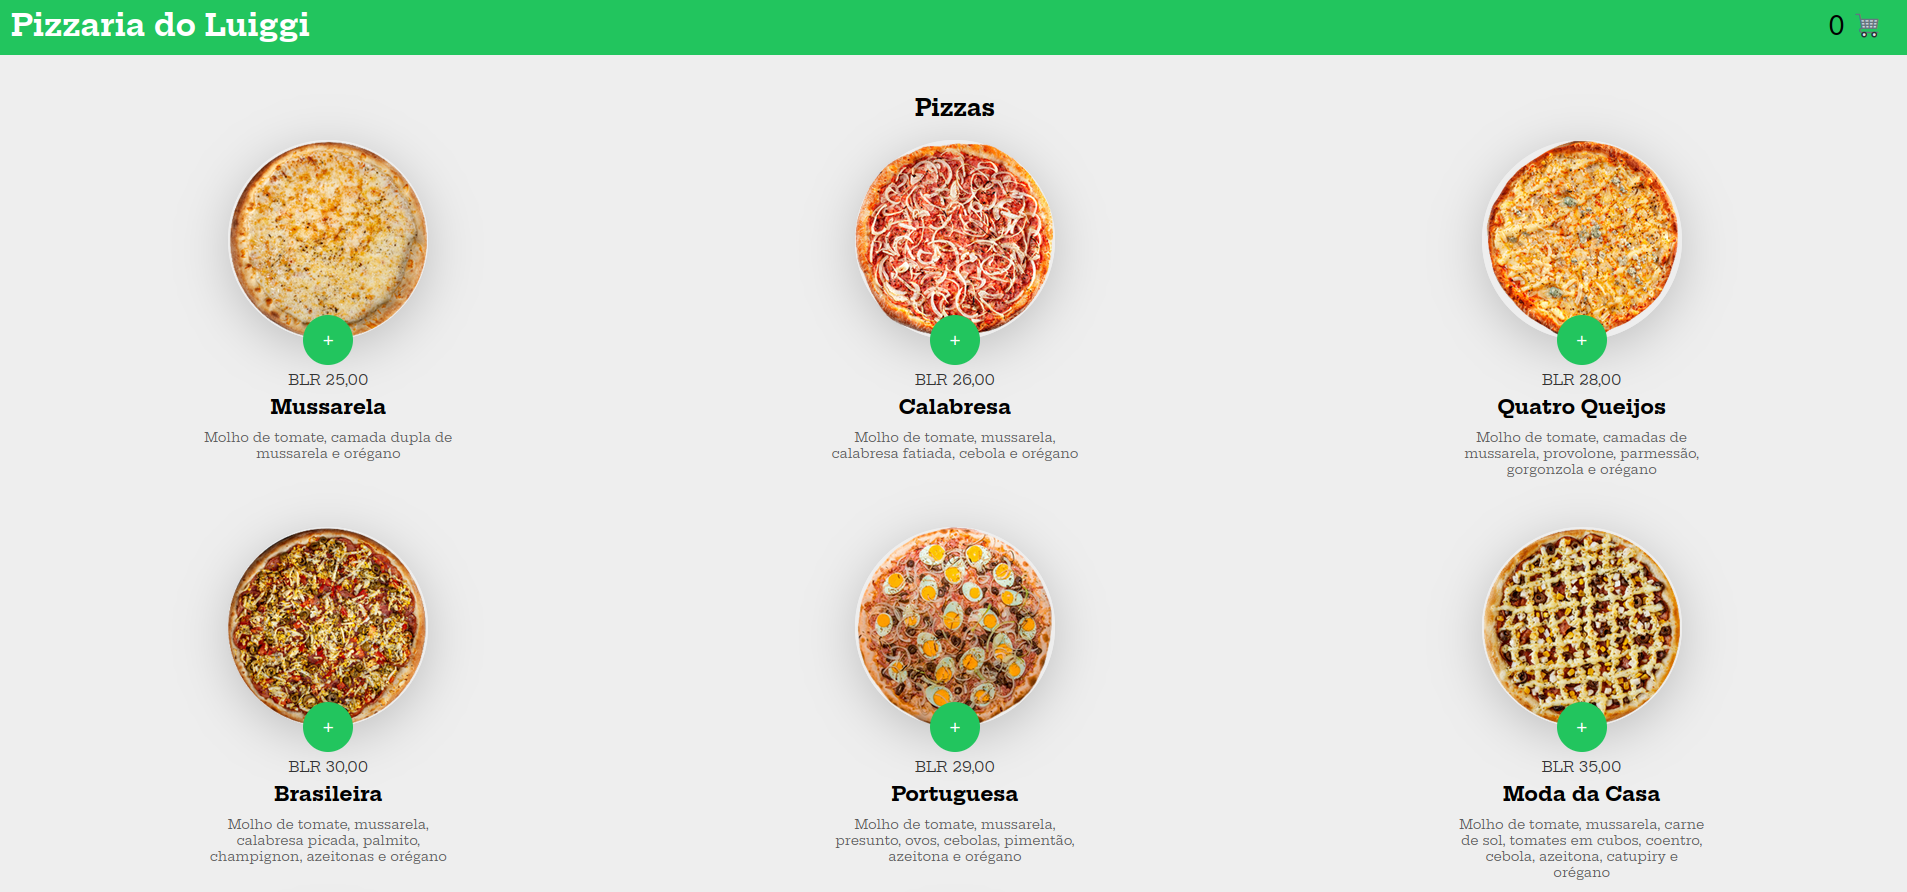 Pizzaria do Luiggi
0
Pizzas
+
+
+
BLR 25,00
BLR 26,00
BLR 28,00
Mussarela
Calabresa
Quatro Queijos
Molho de tomate, camada dupla de
mussarela e orégano
Molho de tomate, mussarela,
calabresa fatiada, cebola e orégano
Molho de tomate, camadas de
mussarela, provolone, parmessão,
gorgonzola e orégano
+
+
+
BLR 30,00
BLR 29,00
BLR 35,00
Brasileira
Portuguesa
Moda da Casa
Molho de tomate, mussarela,
calabresa picada, palmito,
champignon, azeitonas e orégano
Molho de tomate, mussarela,
presunto, ovos, cebolas, pimentão,
azeitona e orégano
Molho de tomate, mussarela, carne
de sol, tomates em cubos, coentro,
cebola, azeitona, catupiry e
orégano